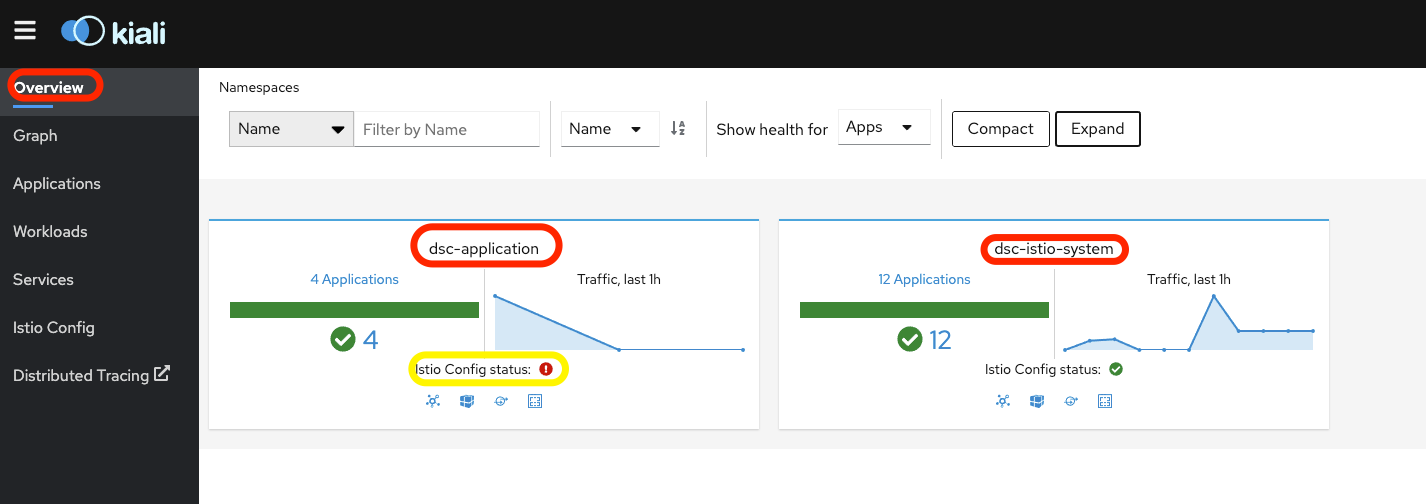 kiali
Overview
Graph
Applications
Workloads
Services
Istio Config
Distributed Tracing
Namespaces
Name Filter by Name Name Show health for Apps Compact Expand
dsc-application
4 Applications Traffic, last 1h
4
Istio Config status:
dsc-istio-system
12 Applications Traffic, last 1h
12
Istio Config status: